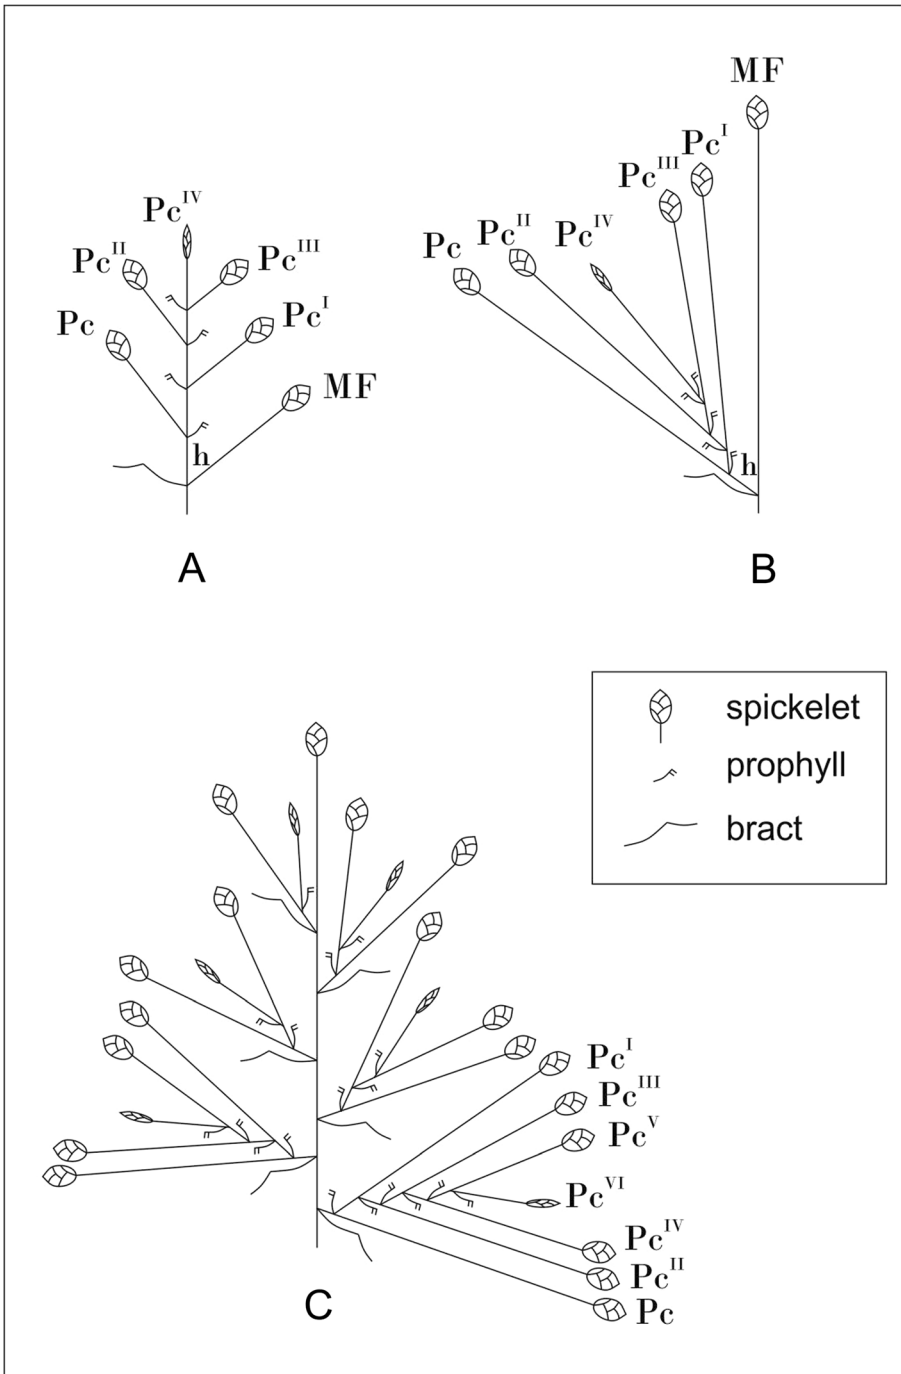 MF
Pc^I
Pc^III
Pc^IV
Pc^II
Pc^IV
Pc^II
Pc^III
Pc
Pc
Pc^I
MF
h
h
A
B
spickelet
prophyll
bract
Pc^I
Pc^III
Pc^V
Pc^VI
Pc^IV
Pc^II
Pc
C